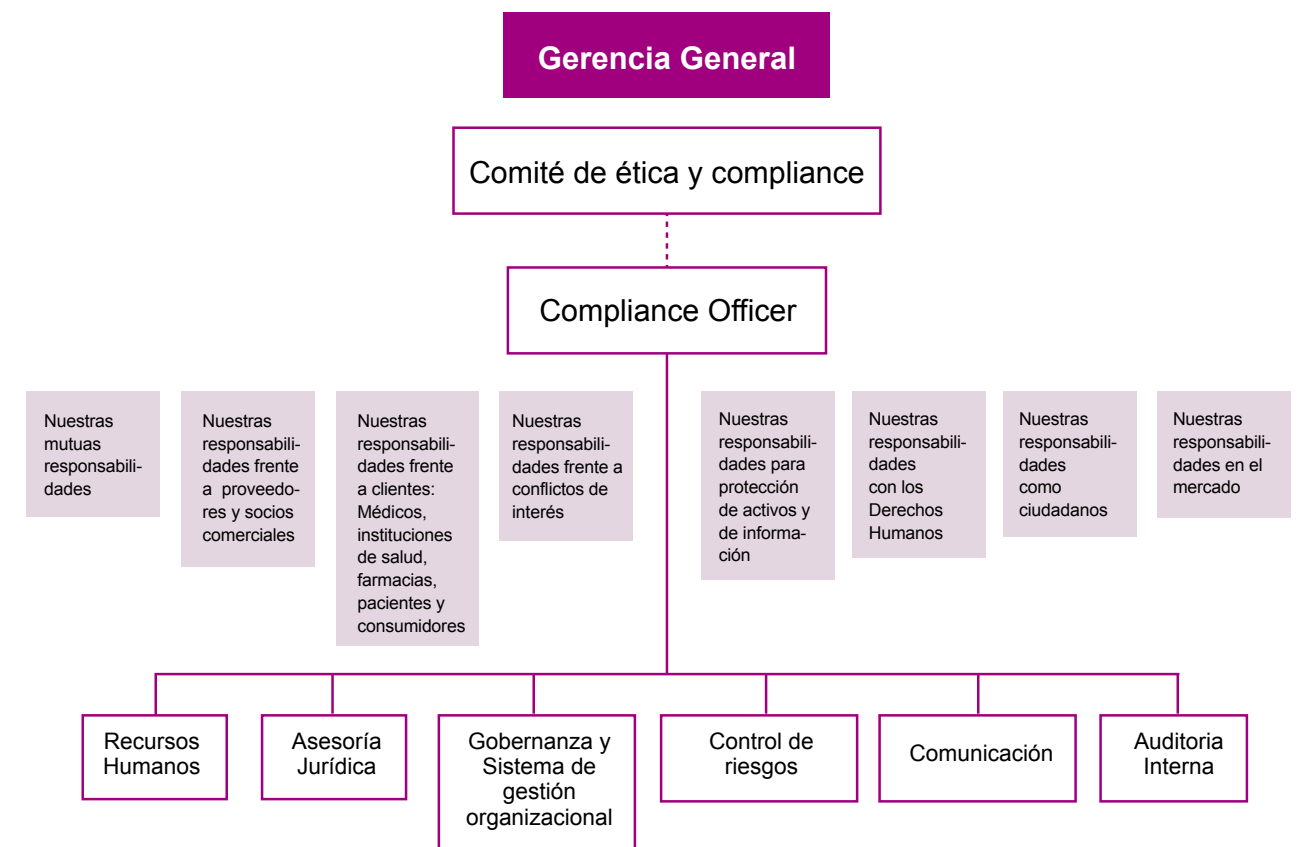 Gerencia General
Comité de ética y compliance
Compliance Officer
Nuestras
mutuas
responsabili-
dades
Nuestras
responsabili-
dades frente
a proveedo-
res y socios
comerciales
Nuestras
responsabili-
dades frente
a clientes:
Médicos,
instituciones
de salud,
farmacias,
pacientes y
consumidores
Nuestras
responsabili-
dades frente a
conflictos de
interés
Nuestras
responsabili-
dades para
protección
de activos y
de informa-
ción
Nuestras
responsabili-
dades
con los
Derechos
Humanos
Nuestras
responsabili-
dades
como
ciudadanos
Nuestras
responsabili-
dades en el
mercado
Recursos
Humanos
Asesoría
Jurídica
Gobernanza y
Sistema de
gestión
organizacional
Control de
riesgos
Comunicación
Auditoria
Interna